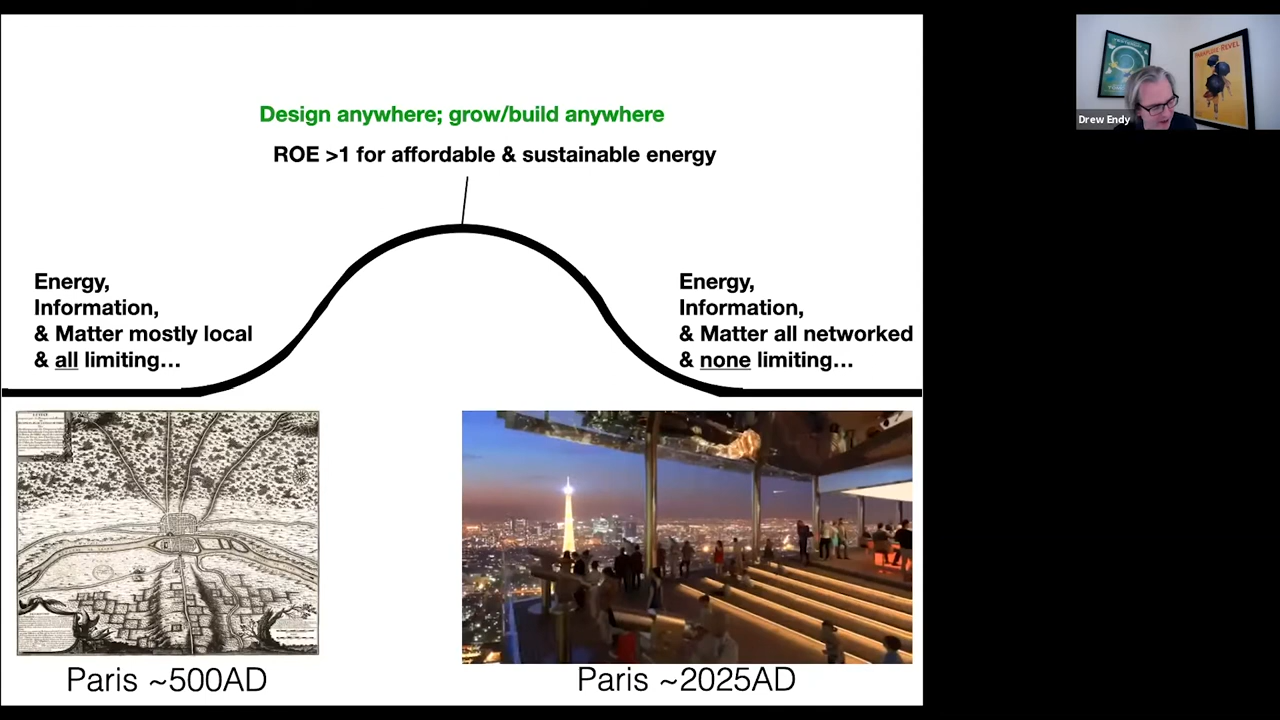 Design anywhere; grow/build anywhere
ROE >1 for affordable & sustainable energy
Energy,
Information,
& Matter mostly local
& all limiting…
Energy,
Information,
& Matter all networked
& none limiting…
Paris ~500AD
Paris ~2025AD
Drew Endy
REVEL